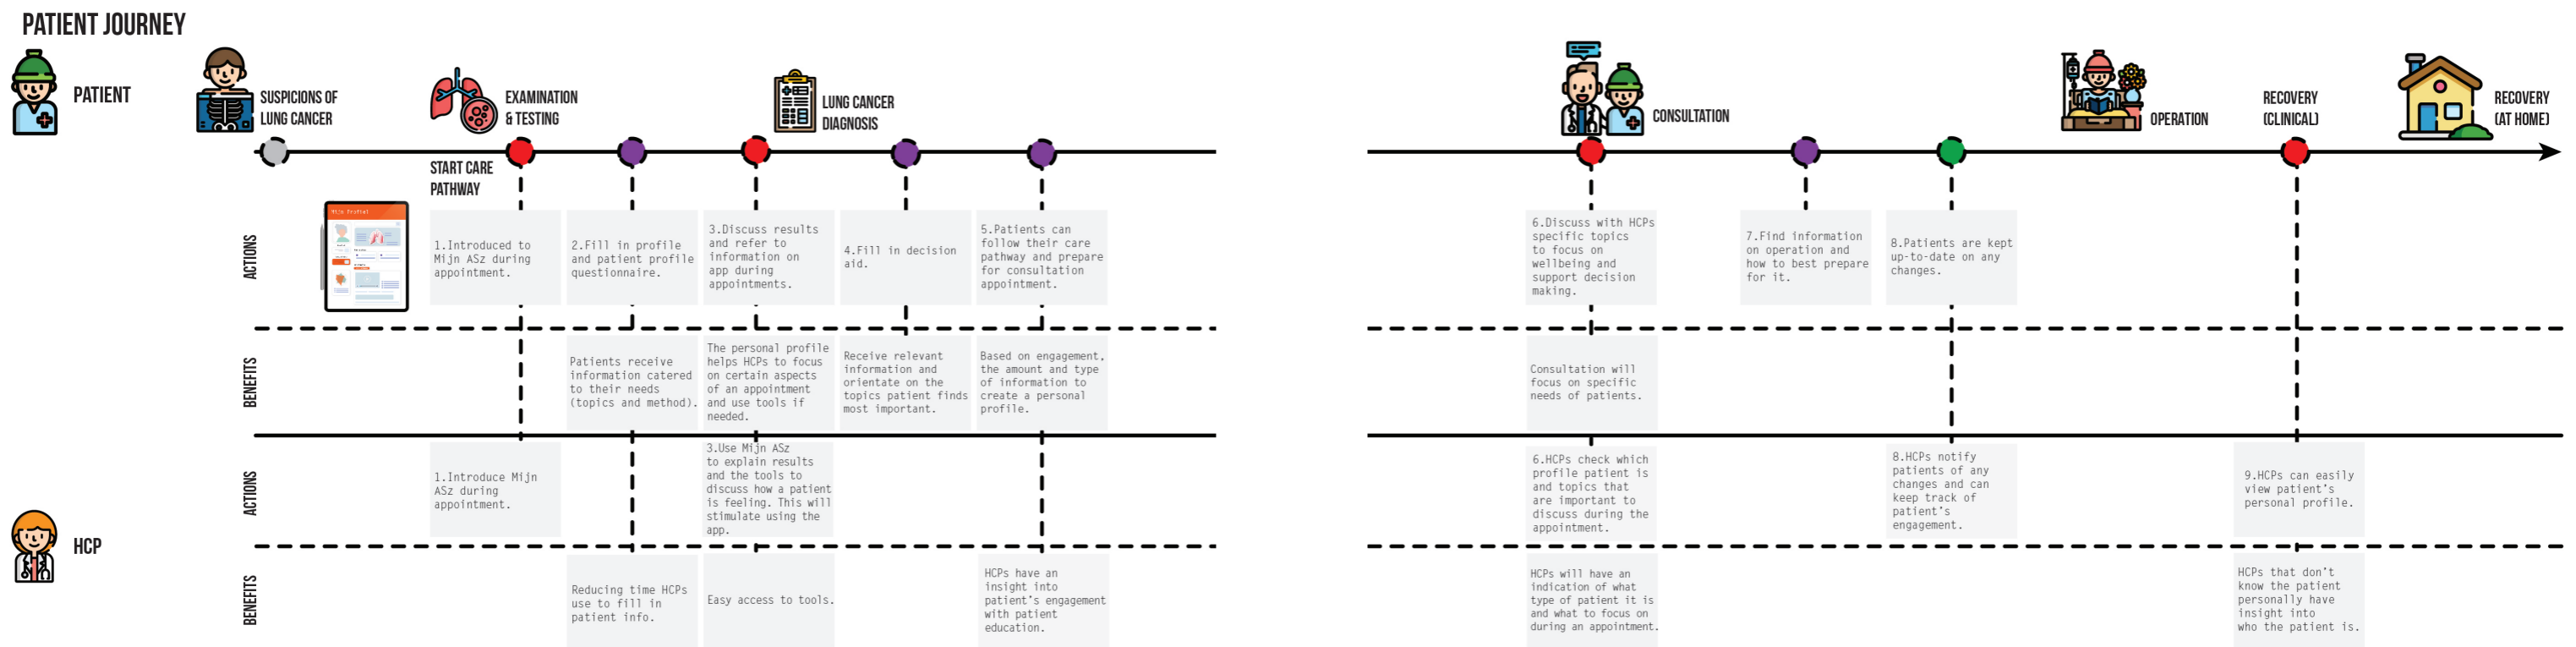 PATIENT JOURNEY
PATIENT
SUSPICIONS OF
LUNG CANCER
EXAMINATION
& TESTING
LUNG CANCER
DIAGNOSIS
CONSULTATION
OPERATION
RECOVERY
(CLINICAL)
RECOVERY
(AT HOME)
START CARE
PATHWAY
Mijn Profiel
ACTIONS
1.Introduced to
Mijn ASz during
appointment.
2.Fill in profile
and patient profile
questionnaire.
3.Discuss results
and refer to
information on
app during
appointments.
4.Fill in decision
aid.
5.Patients can
follow their care
pathway and prepare
for consultation
appointment.
6.Discuss with HCPs
specific topics
to focus on
wellbeing and
support decision
making.
7.Find information
on operation and
how to best prepare
for it.
8.Patients are kept
up-to-date on any
changes.
BENEFITS
Patients receive
information catered
to their needs
(topics and method).
The personal profile
helps HCPs to focus
on certain aspects
of an appointment
and use tools if
needed.
Receive relevant
information and
orientate on the
topics patient finds
most important.
Based on engagement,
the amount and type
of information to
create a personal
profile.
Consultation will
focus on specific
needs of patients.
HCP
ACTIONS
1.Introduce Mijn
ASz during
appointment.
3.Use Mijn ASz
to explain results
and the tools to
discuss how a patient
is feeling. This will
stimulate using the
app.
6.HCPs check which
profile patient is
and topics that
are important to
discuss during the
appointment.
8.HCPs notify
patients of any
changes and can
keep track of
patient's
engagement.
9.HCPs can easily
view patient's
personal profile.
BENEFITS
Reducing time HCPs
use to fill in
patient info.
Easy access to tools.
HCPs have an
insight into
patient's engagement
with patient
education.
HCPs will have an
indication of what
type of patient it is
and what to focus on
during an appointment.
HCPs that don't
know the patient
personally have
insight into
who the patient is.